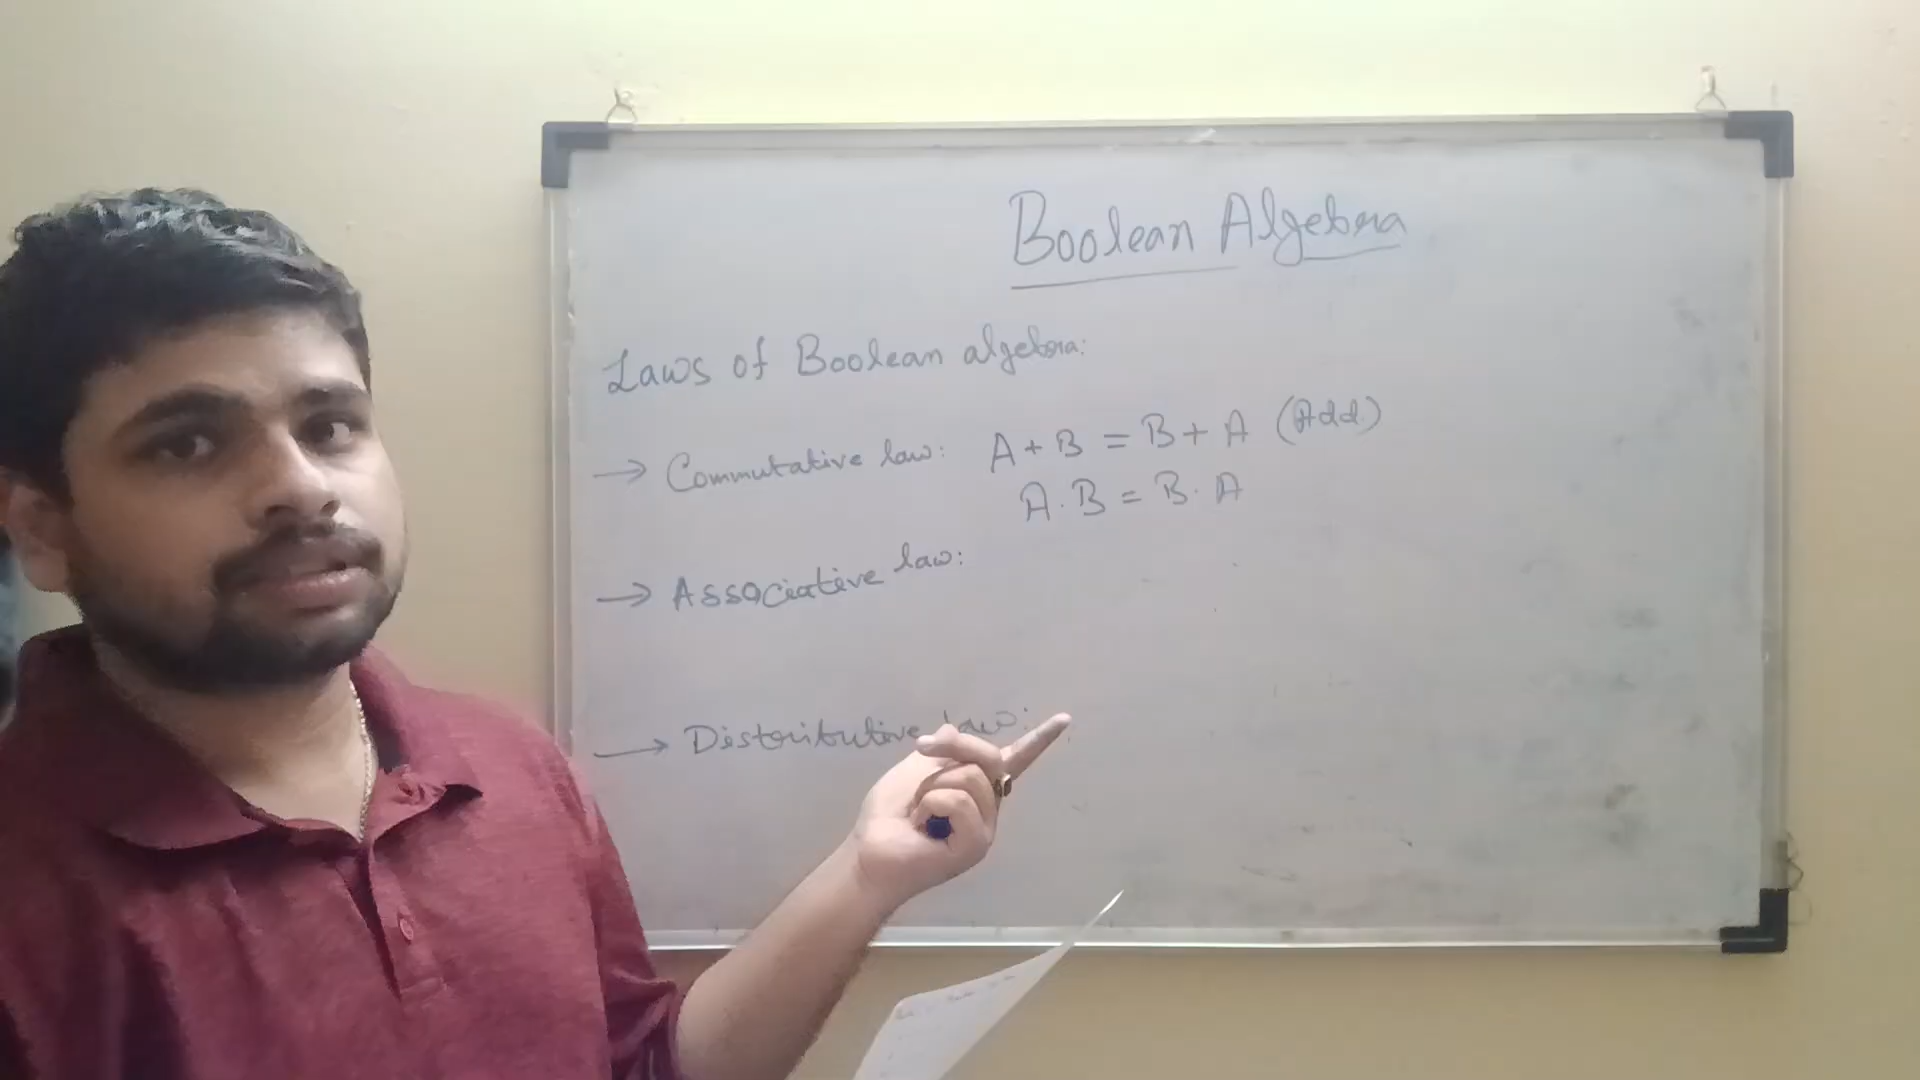 Boolean Algebra
Laws of Boolean algebra:
→ Commutative law: A + B = B + A (Add)
A . B = B . A
→ Associative law:
→ Distributive law: